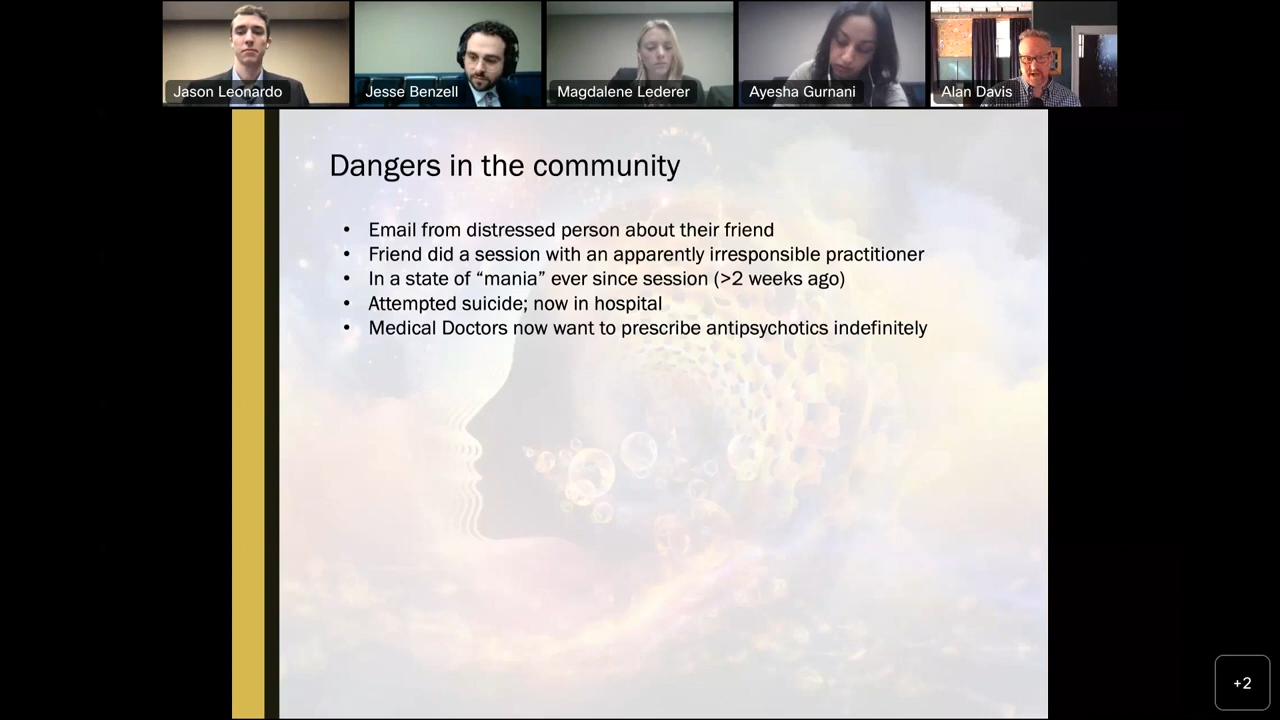 Jason Leonardo
Jesse Benzell
Magdalene Lederer
Ayesha Gurnani
Alan Davis
Dangers in the community
• Email from distressed person about their friend
• Friend did a session with an apparently irresponsible practitioner
• In a state of “mania” ever since session (>2 weeks ago)
• Attempted suicide; now in hospital
• Medical Doctors now want to prescribe antipsychotics indefinitely
+2